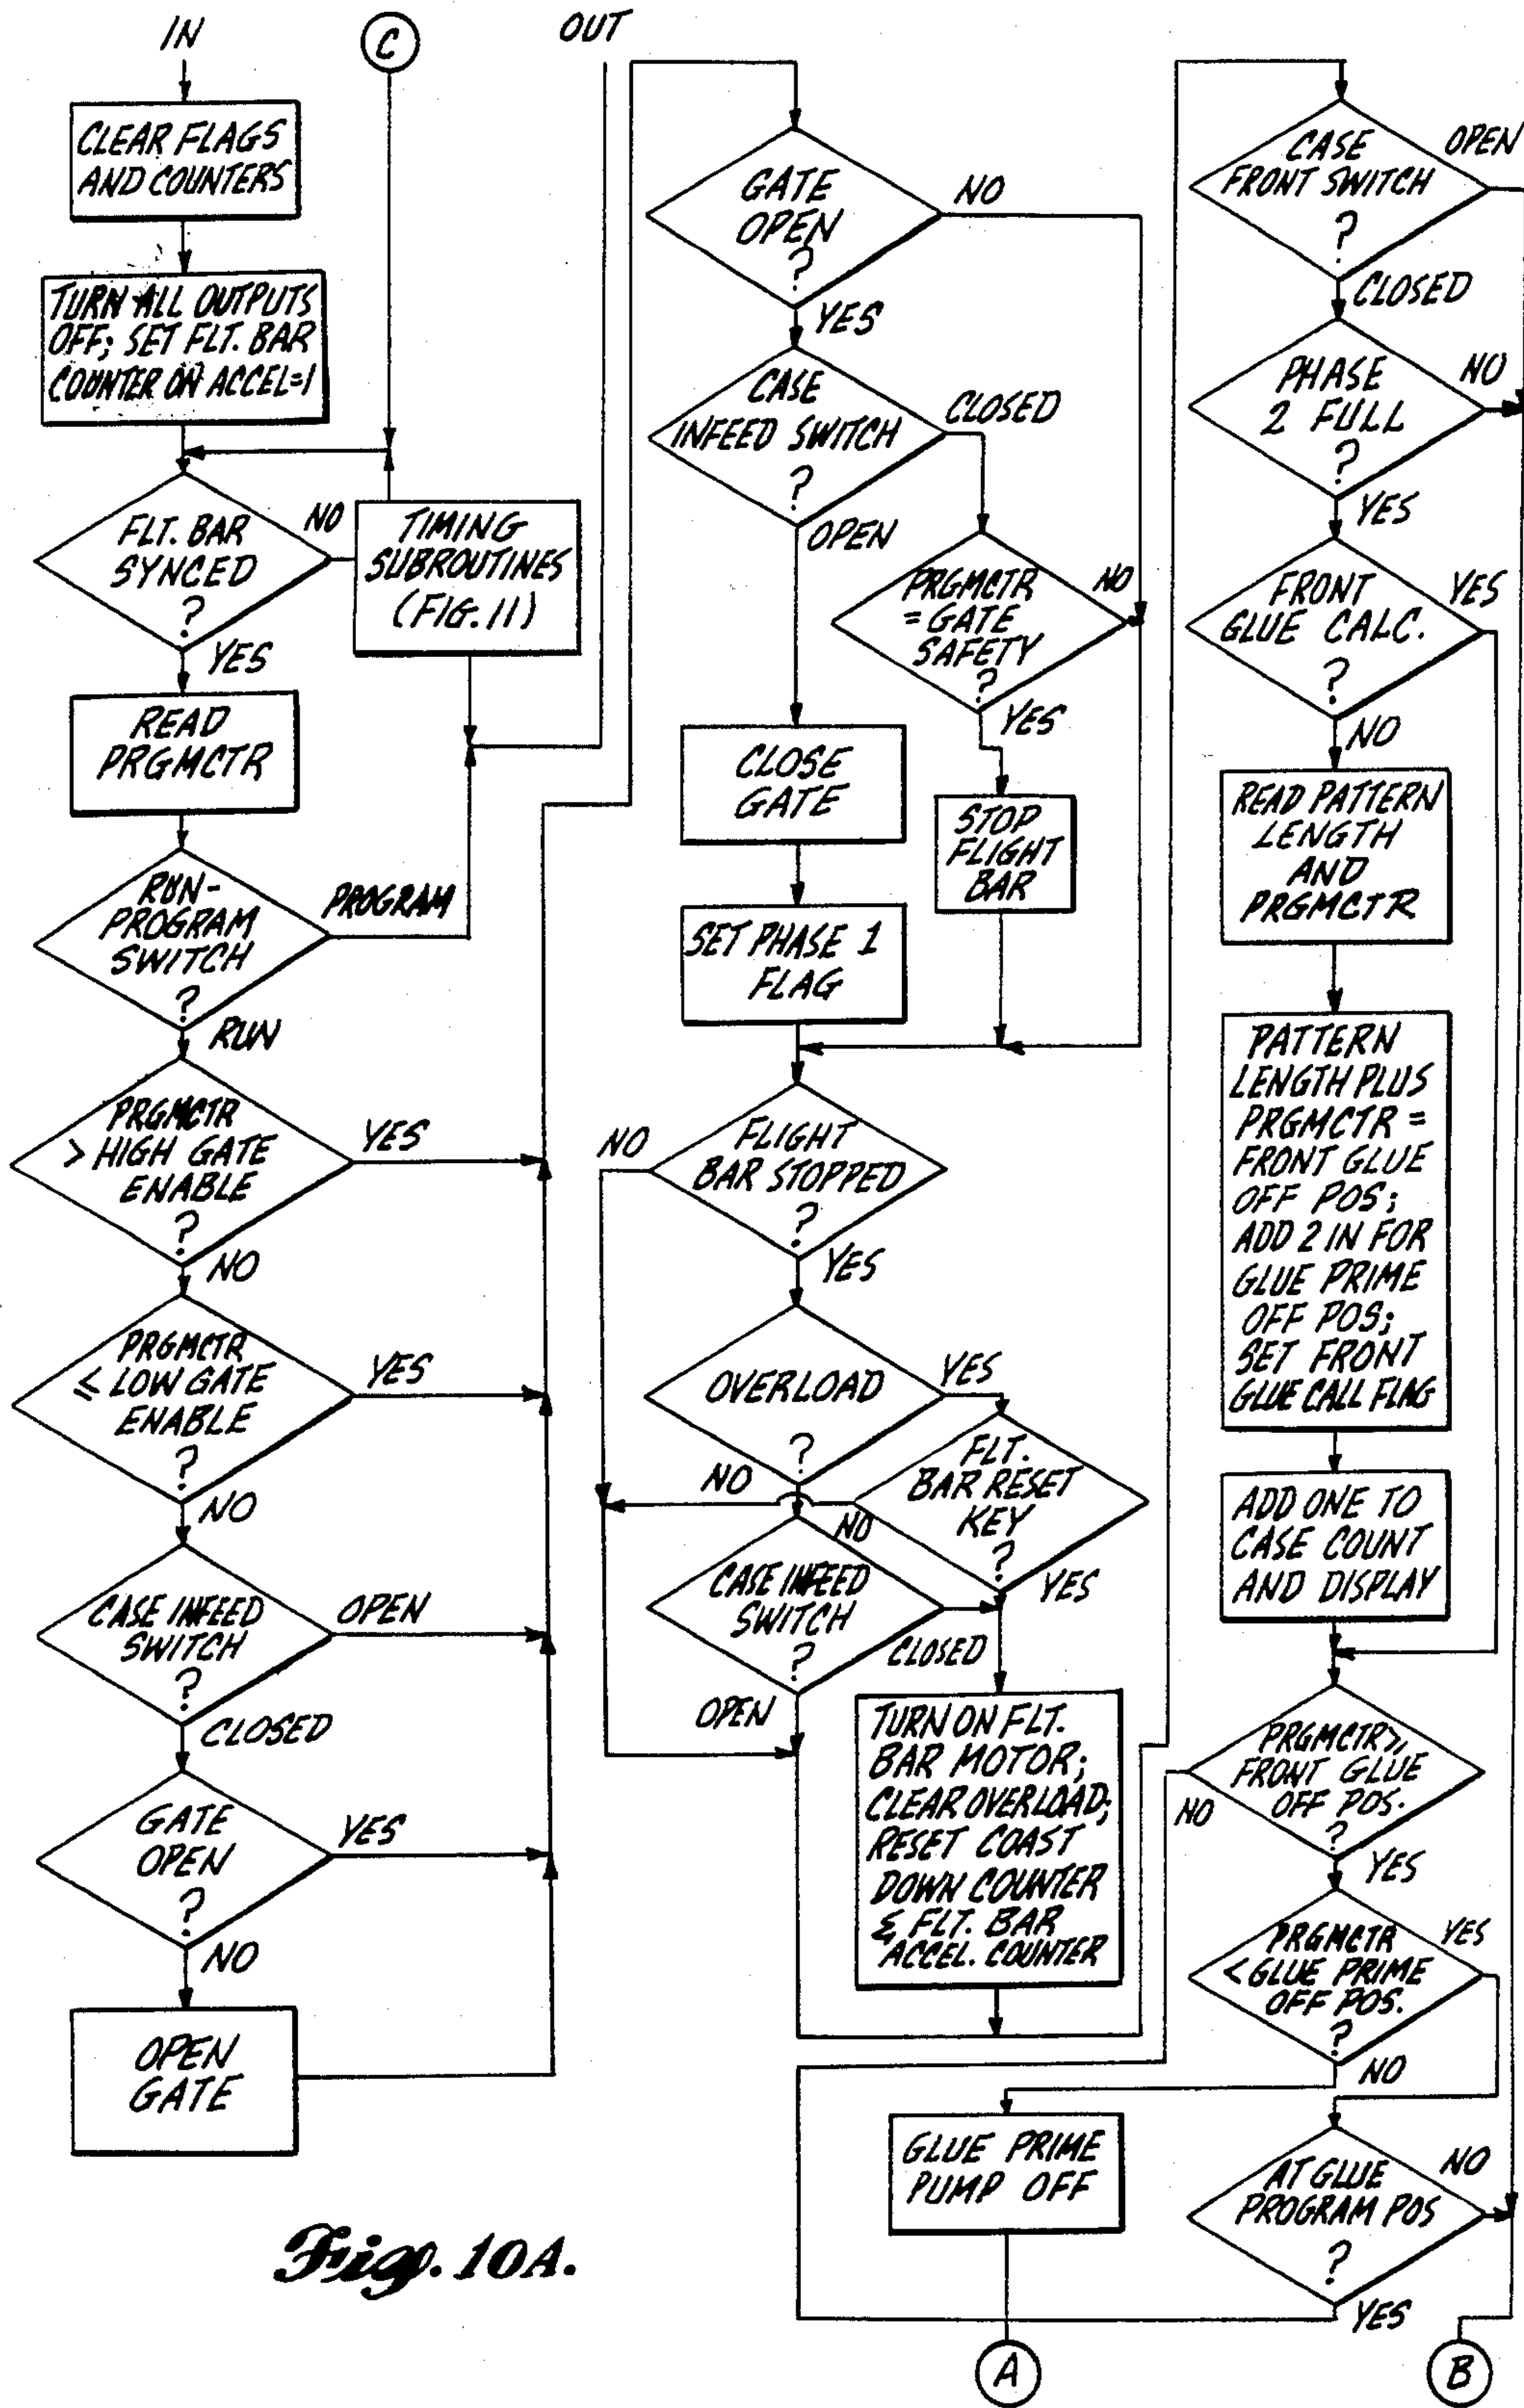 IN
C
OUT
CLEAR FLAGS
AND COUNTERS
TURN ALL OUTPUTS
OFF; SET FLT. BAR
COUNTER ON ACCEL=1
FLT. BAR
SYNCED
?
NO
YES
TIMING
SUBROUTINES
(FIG. 11)
READ
PRGMCTR
RUN-
PROGRAM
SWITCH
?
PROGRAM
RUN
PRGMCTR
> HIGH GATE
ENABLE
?
YES
NO
PRGMCTR
≤ LOW GATE
ENABLE
?
YES
NO
CASE INFEED
SWITCH
?
OPEN
CLOSED
GATE
OPEN
?
YES
NO
OPEN
GATE
GATE
OPEN
?
NO
YES
CASE
INFEED SWITCH
?
CLOSED
OPEN
PRGMCTR
= GATE
SAFETY
?
NO
YES
CLOSE
GATE
STOP
FLIGHT
BAR
SET PHASE 1
FLAG
FLIGHT
BAR STOPPED
?
NO
YES
OVERLOAD
?
YES
NO
FLT.
BAR RESET
KEY
?
NO
YES
CASE INFEED
SWITCH
?
CLOSED
OPEN
TURN ON FLT.
BAR MOTOR;
CLEAR OVERLOAD;
RESET COAST
DOWN COUNTER
& FLT. BAR
ACCEL. COUNTER
GLUE PRIME
PUMP OFF
A
CASE
FRONT SWITCH
?
OPEN
CLOSED
PHASE
2 FULL
?
NO
YES
FRONT
GLUE CALC.
?
YES
NO
READ PATTERN
LENGTH
AND
PRGMCTR
PATTERN
LENGTH PLUS
PRGMCTR =
FRONT GLUE
OFF POS;
ADD 2 IN FOR
GLUE PRIME
OFF POS;
SET FRONT
GLUE CALL FLAG
ADD ONE TO
CASE COUNT
AND DISPLAY
PRGMCTR ≥,
FRONT GLUE
OFF POS.
?
NO
YES
PRGMCTR
< GLUE PRIME
OFF POS.
?
YES
NO
AT GLUE
PROGRAM POS
?
NO
YES
B
Fig. 10A.